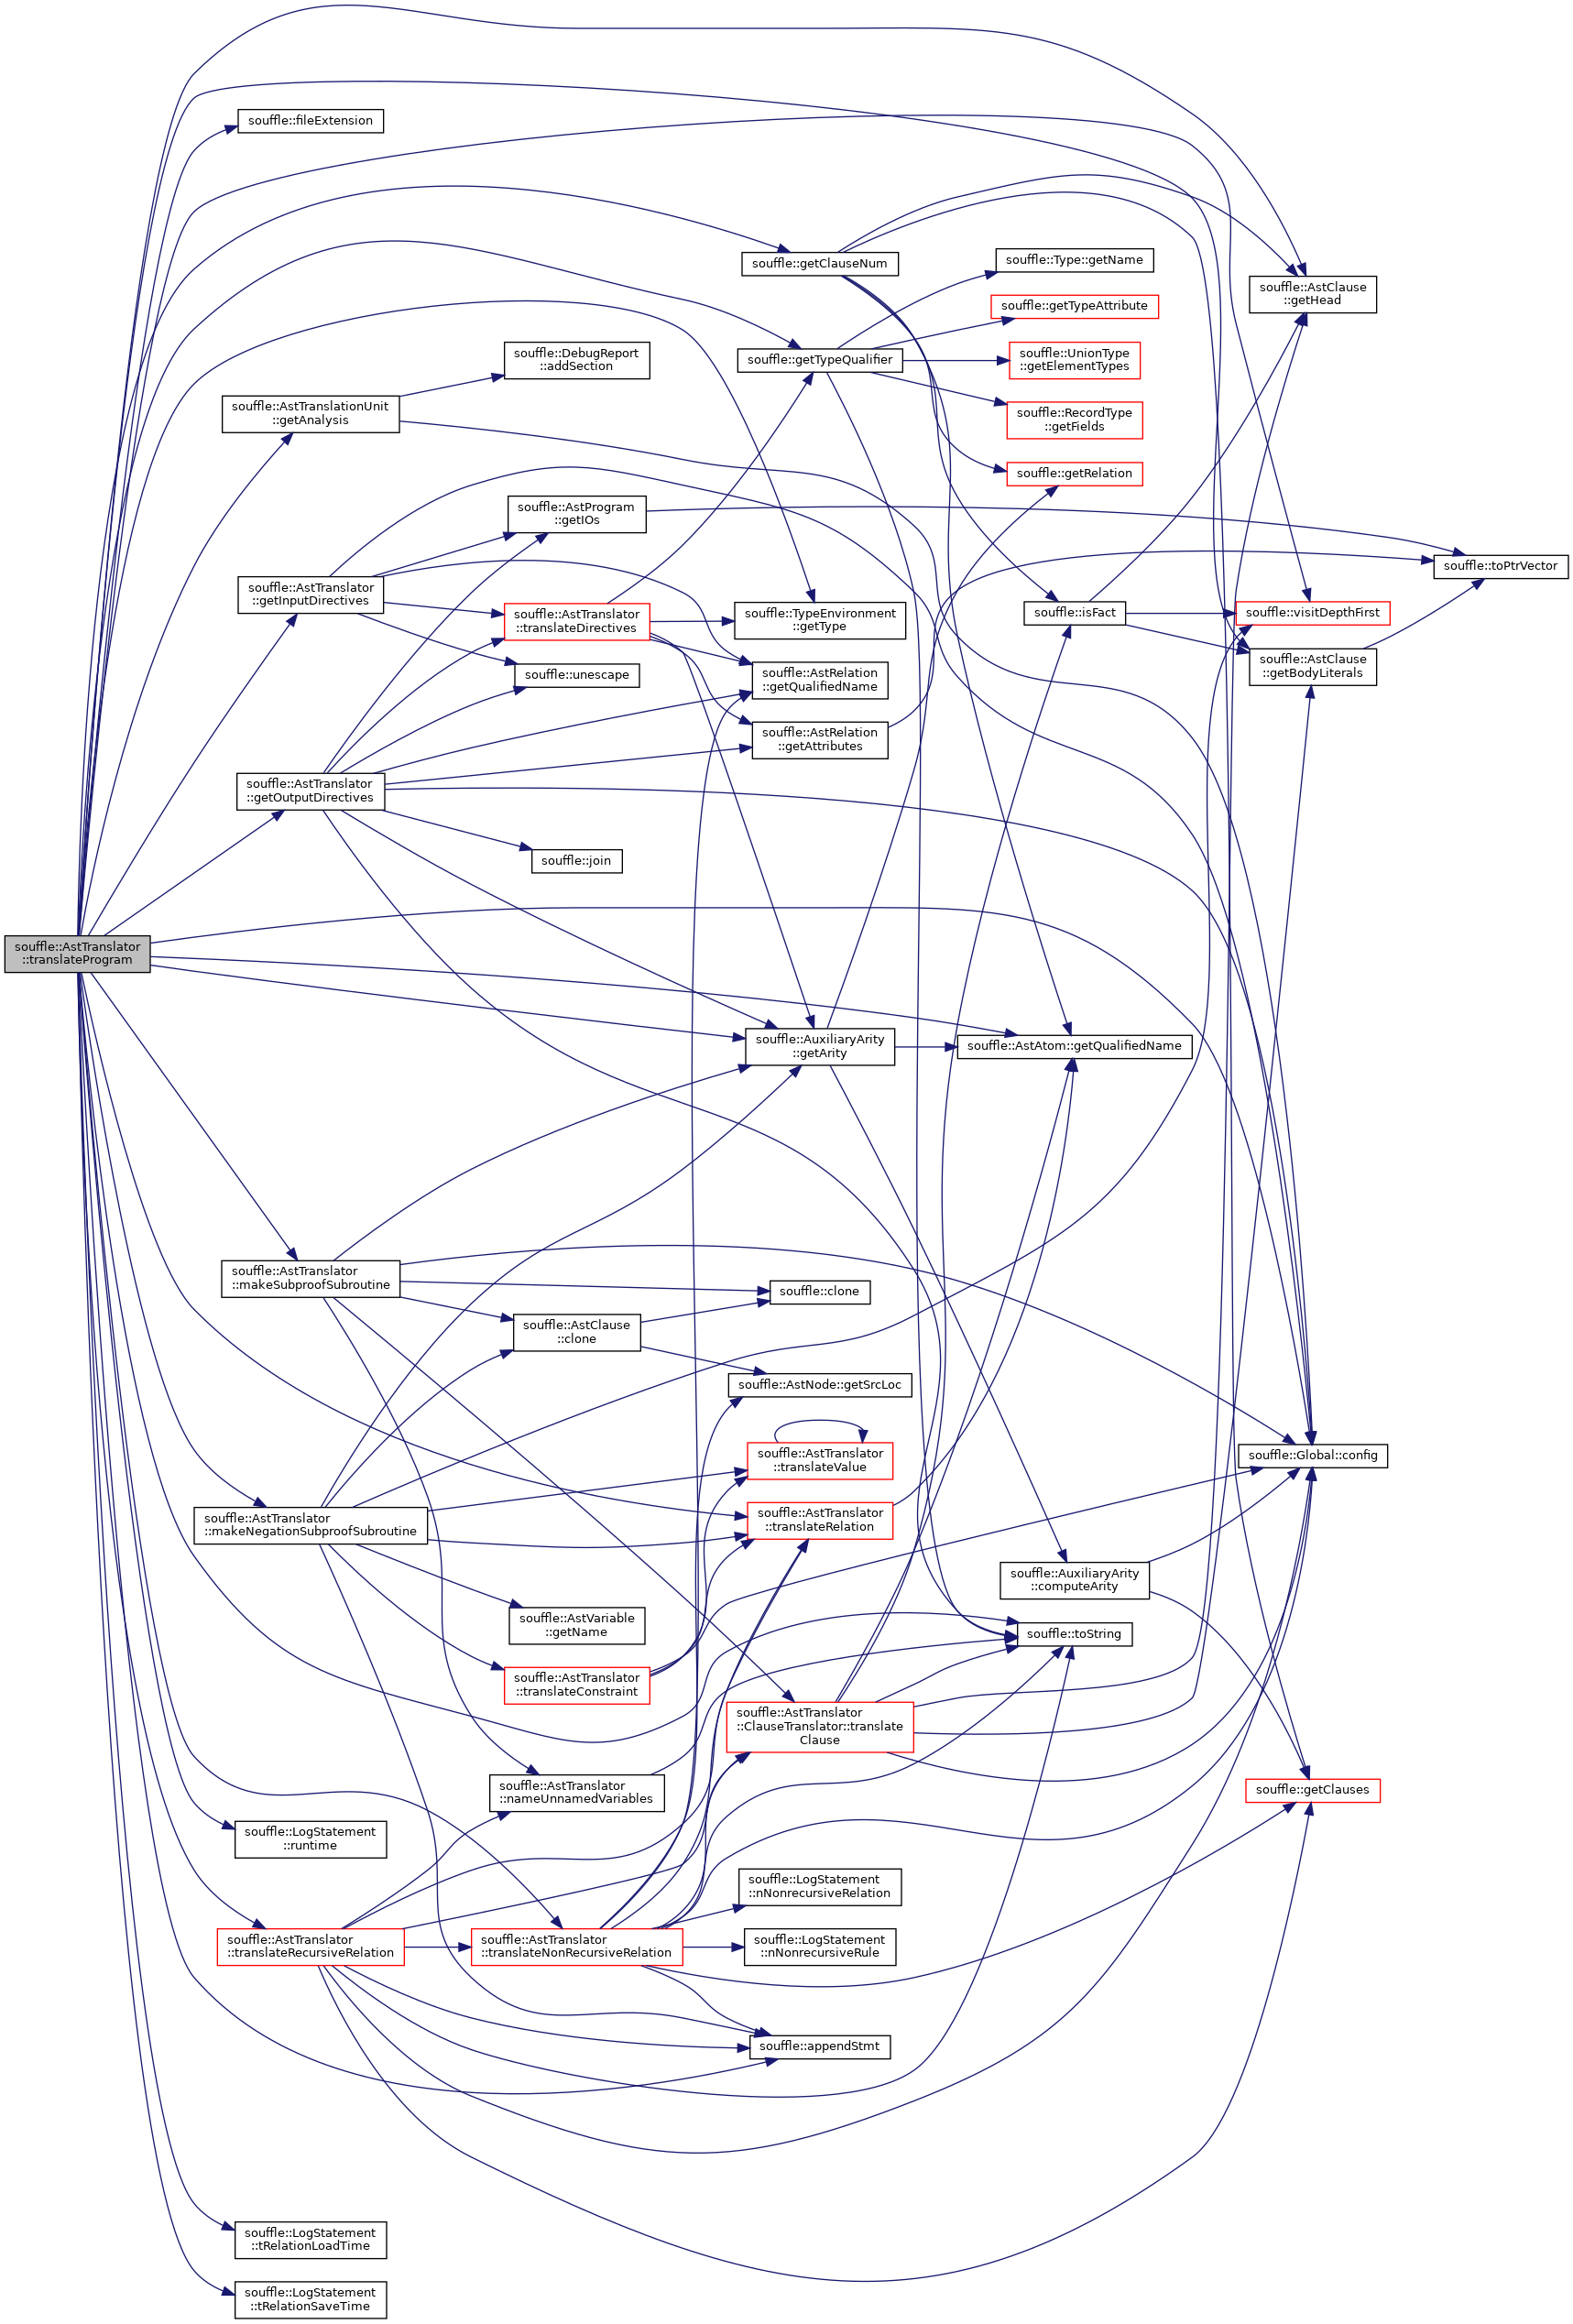 souffle::fileExtension
souffle::getClauseNum
souffle::Type::getName
souffle::AstClause
::getHead
souffle::getTypeAttribute
souffle::DebugReport
::addSection
souffle::getTypeQualifier
souffle::UnionType
::getElementTypes
souffle::AstTranslationUnit
::getAnalysis
souffle::RecordType
::getFields
souffle::getRelation
souffle::AstProgram
::getIOs
souffle::toPtrVector
souffle::AstTranslator
::getInputDirectives
souffle::AstTranslator
::translateDirectives
souffle::TypeEnvironment
::getType
souffle::isFact
souffle::visitDepthFirst
souffle::unescape
souffle::AstRelation
::getQualifiedName
souffle::AstClause
::getBodyLiterals
souffle::AstRelation
::getAttributes
souffle::AstTranslator
::getOutputDirectives
souffle::join
souffle::AstTranslator
::translateProgram
souffle::AuxiliaryArity
::getArity
souffle::AstAtom::getQualifiedName
souffle::AstTranslator
::makeSubproofSubroutine
souffle::clone
souffle::AstClause
::clone
souffle::AstNode::getSrcLoc
souffle::AstTranslator
::translateValue
souffle::Global::config
souffle::AstTranslator
::makeNegationSubproofSubroutine
souffle::AstTranslator
::translateRelation
souffle::AuxiliaryArity
::computeArity
souffle::AstVariable
::getName
souffle::toString
souffle::AstTranslator
::translateConstraint
souffle::AstTranslator
::ClauseTranslator::translate
Clause
souffle::AstTranslator
::nameUnnamedVariables
souffle::getClauses
souffle::LogStatement
::runtime
souffle::LogStatement
::nNonrecursiveRelation
souffle::AstTranslator
::translateRecursiveRelation
souffle::AstTranslator
::translateNonRecursiveRelation
souffle::LogStatement
::nNonrecursiveRule
souffle::appendStmt
souffle::LogStatement
::tRelationLoadTime
souffle::LogStatement
::tRelationSaveTime